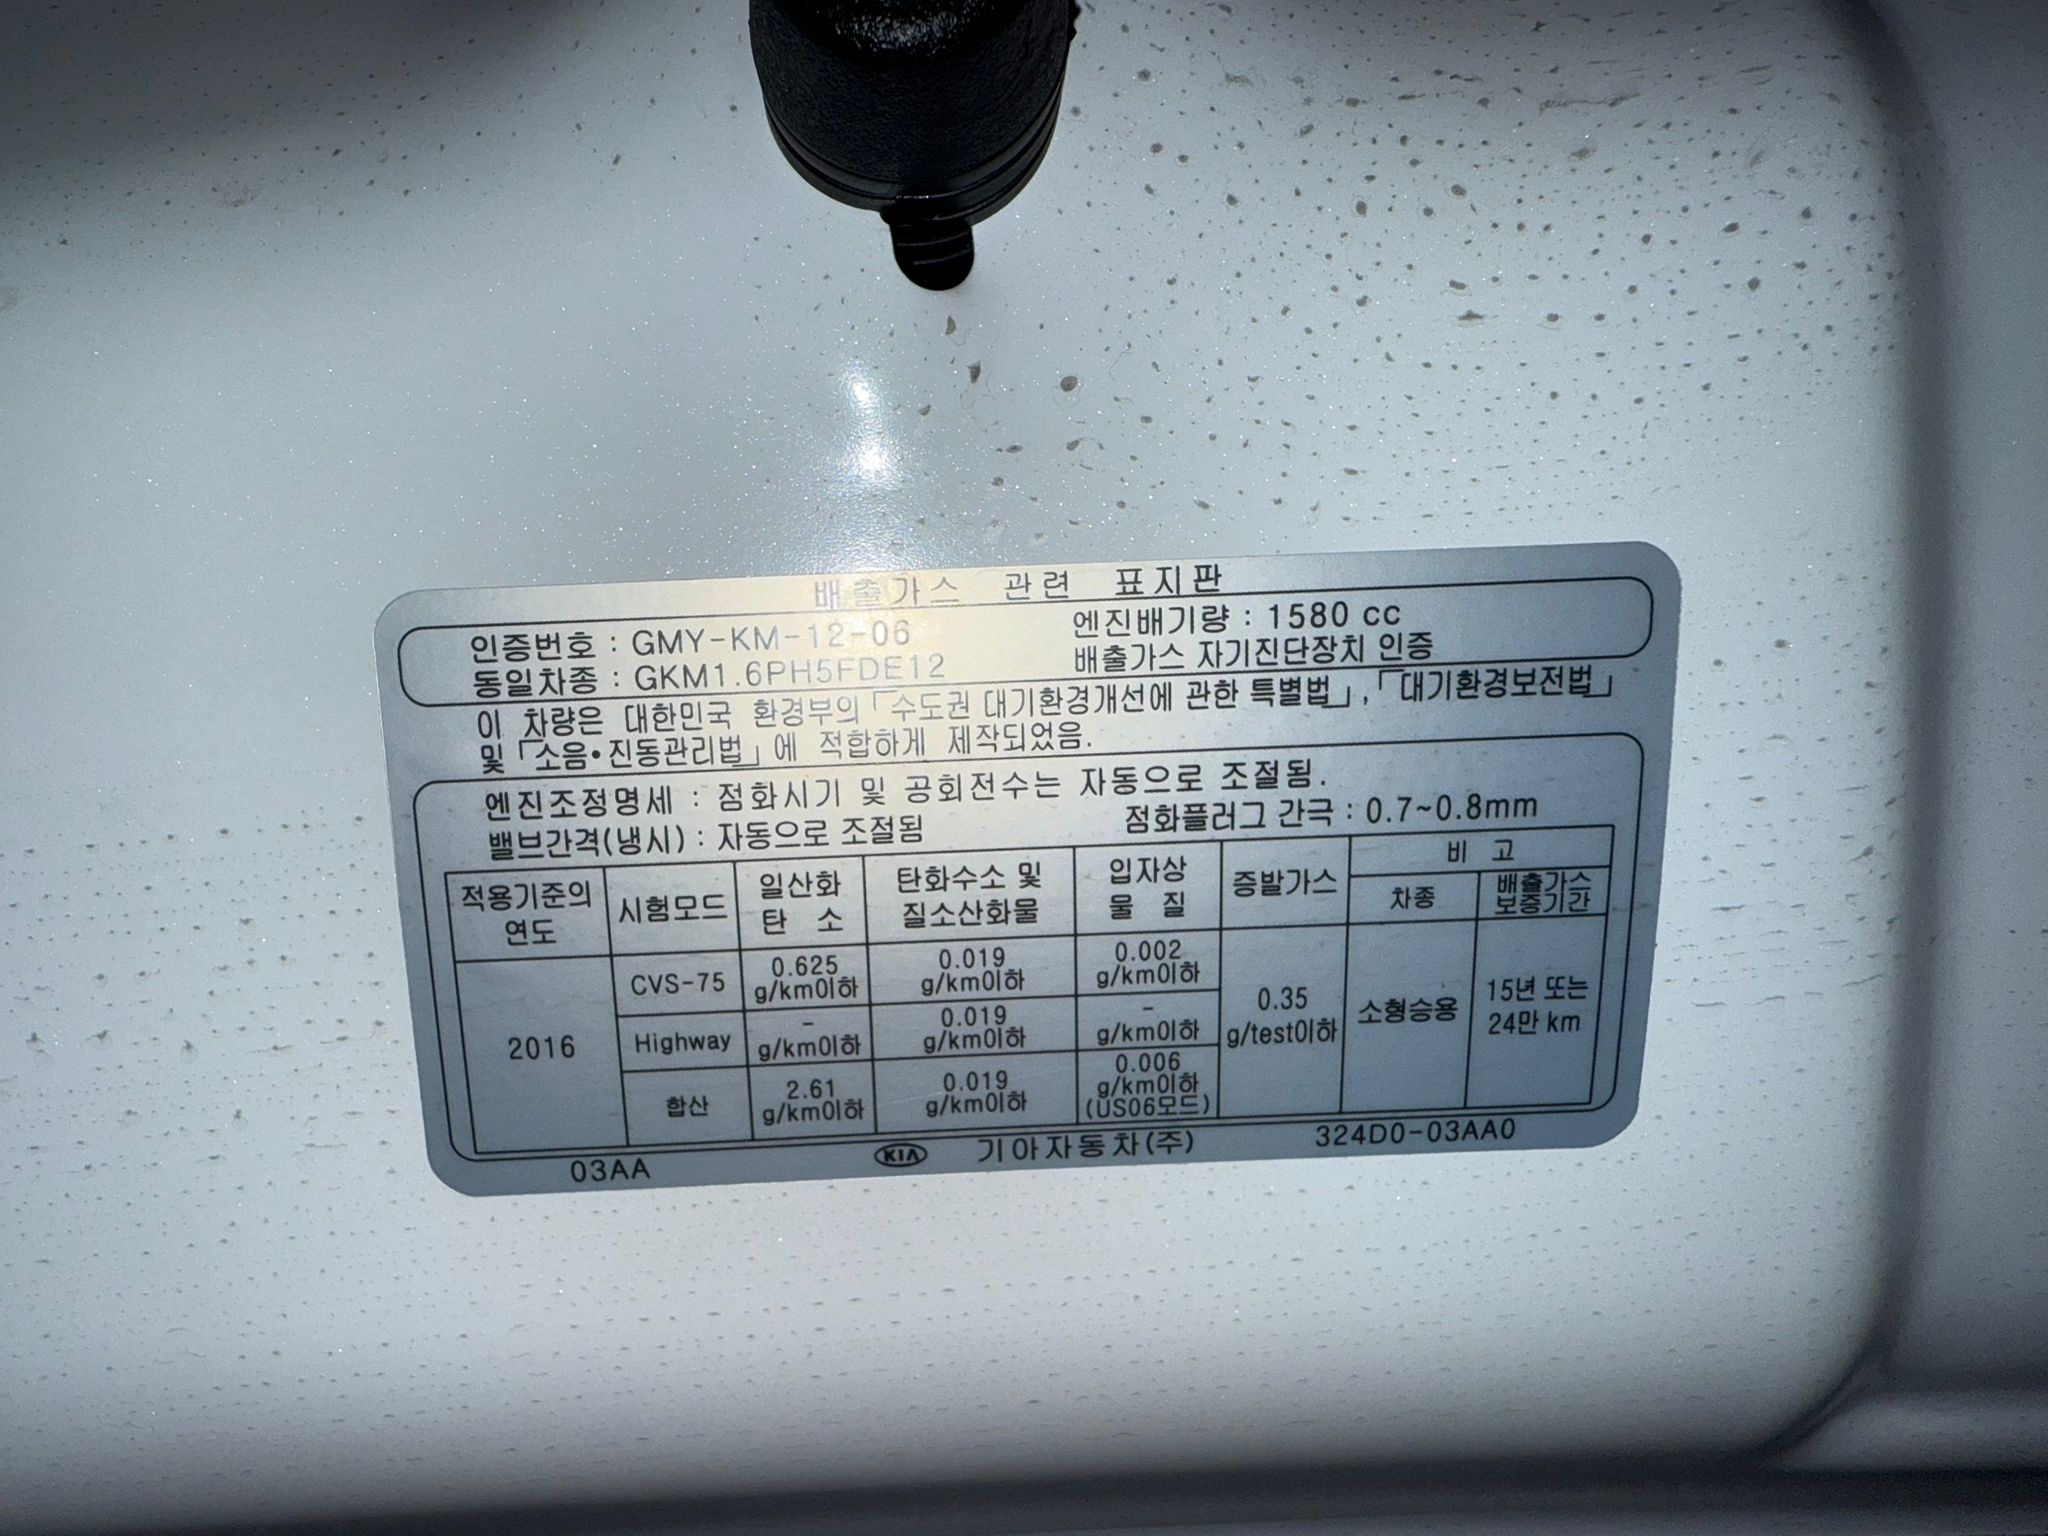 배출가스 관련 표지판
인증번호 : GMY-KM-12-06 엔진배기량 : 1580 cc
동일차종 : GKM1.6PH5FDE12 배출가스 자기진단장치 인증
이 차량은 대한민국 환경부의「수도권 대기환경개선에 관한 특별법」,「대기환경보전법」
및「소음•진동관리법」에 적합하게 제작되었음.
엔진조정명세 : 점화시기 및 공회전수는 자동으로 조절됨.
밸브간격(냉시) : 자동으로 조절됨 점화플러그 간극 : 0.7~0.8mm
적용기준의 연도 시험모드 일산화 탄 소 탄화수소 및 질소산화물 입자상 물 질 증발가스 비 고
차종 배출가스 보증기간
2016 CVS-75 0.625 g/km이하 0.019 g/km이하 0.002 g/km이하 0.35 g/test이하 소형승용 15년 또는 24만 km
Highway - g/km이하 0.019 g/km이하 - g/km이하
합산 2.61 g/km이하 0.019 g/km이하 0.006 g/km이하 (US06모드)
03AA KIA 기아자동차(주) 324D0-03AA0